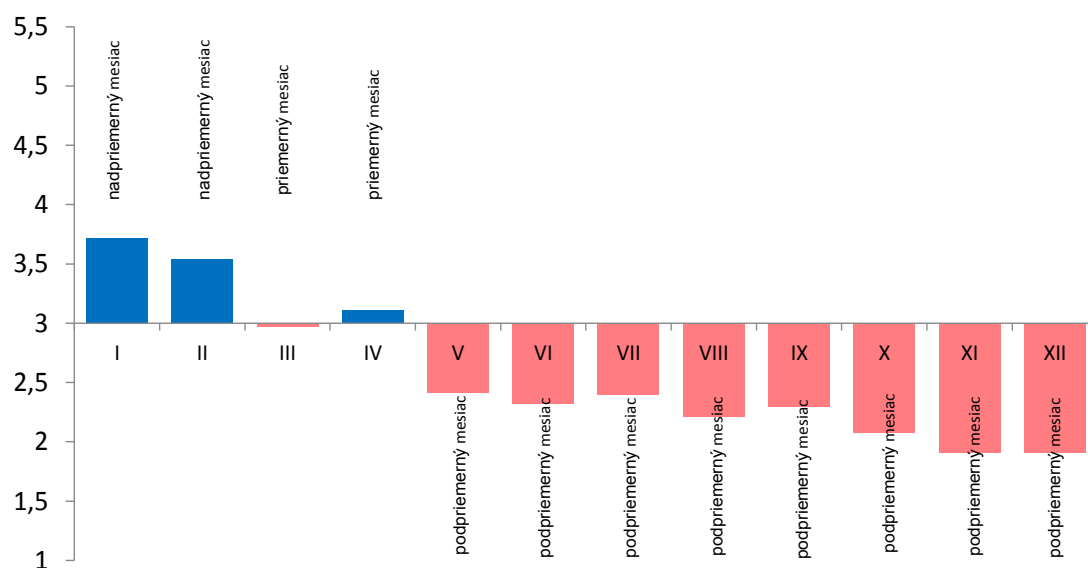 5,5
5
4,5
4
3,5
3
2,5
2
1,5
1
nadpriemerný mesiac
nadpriemerný mesiac
priemerný mesiac
priemerný mesiac
I
II
III
IV
V
VI
VII
VIII
IX
X
XI
XII
podpriemerný mesiac
podpriemerný mesiac
podpriemerný mesiac
podpriemerný mesiac
podpriemerný mesiac
podpriemerný mesiac
podpriemerný mesiac
podpriemerný mesiac